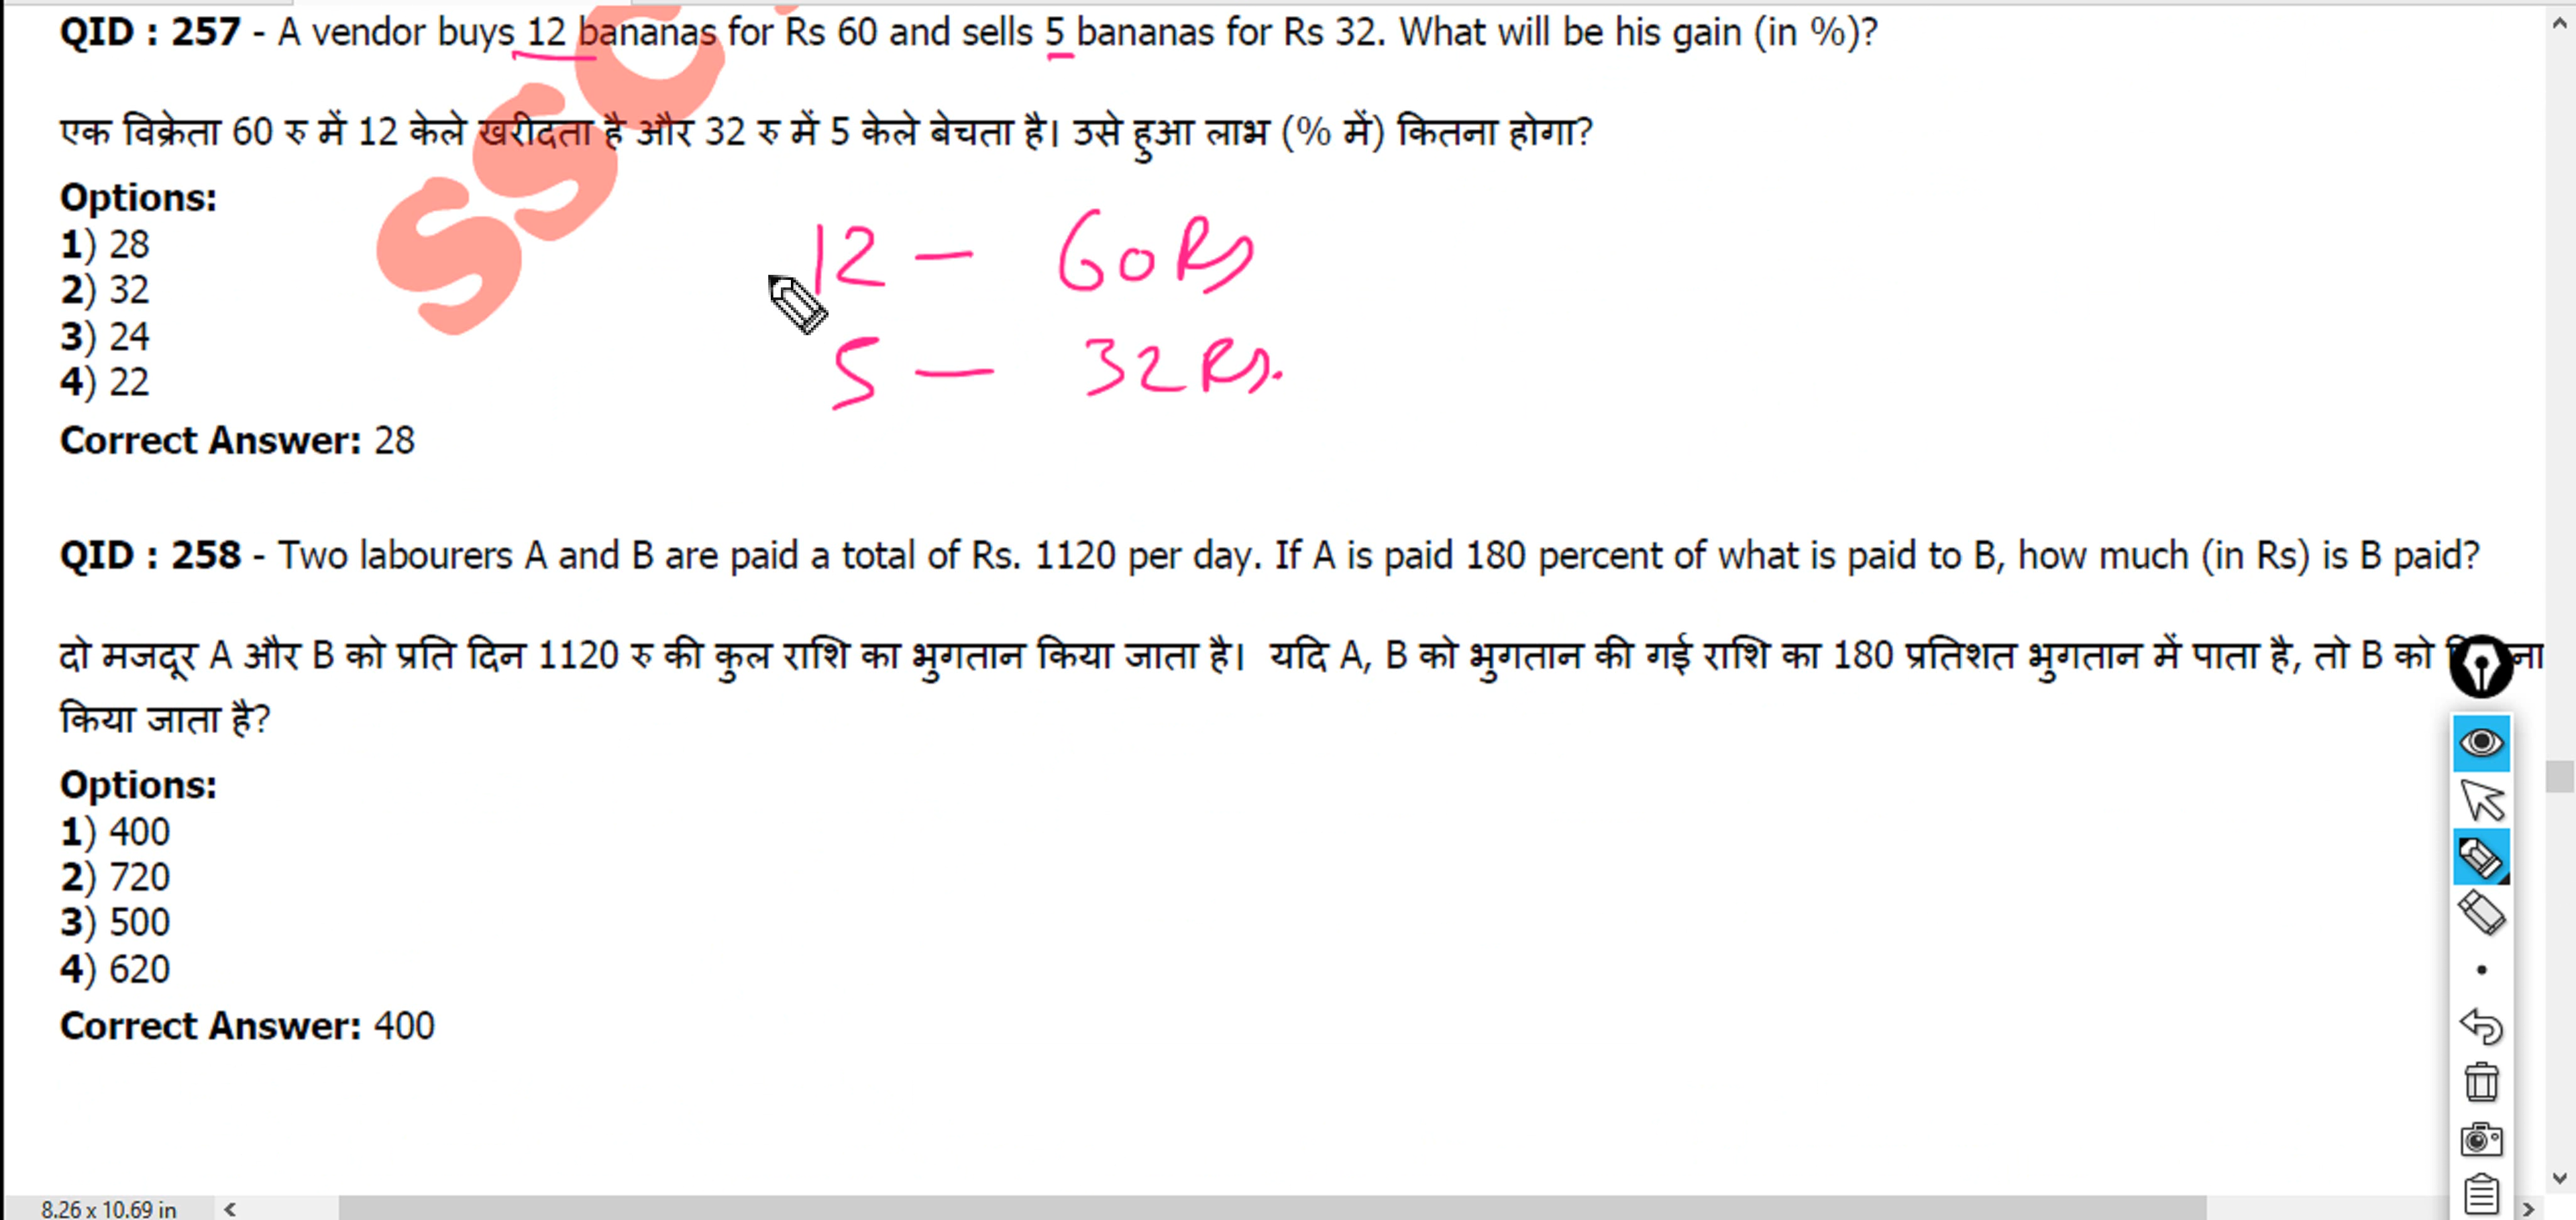 QID : 257 - A vendor buys 12 bananas for Rs 60 and sells 5 bananas for Rs 32. What will be his gain (in %)?
एक विक्रेता 60 रु में 12 केले खरीदता है और 32 रु में 5 केले बेचता है। उसे हुआ लाभ (% में) कितना होगा?
Options:
1) 28
2) 32
3) 24
4) 22
Correct Answer: 28
SSC
12 — 60Rs
5 — 32Rs.
QID : 258 - Two labourers A and B are paid a total of Rs. 1120 per day. If A is paid 180 percent of what is paid to B, how much (in Rs) is B paid?
दो मजदूर A और B को प्रति दिन 1120 रु की कुल राशि का भुगतान किया जाता है। यदि A, B को भुगतान की गई राशि का 180 प्रतिशत भुगतान में पाता है, तो B को
किया जाता है?
Options:
1) 400
2) 720
3) 500
4) 620
Correct Answer: 400
8.26 x 10.69 in